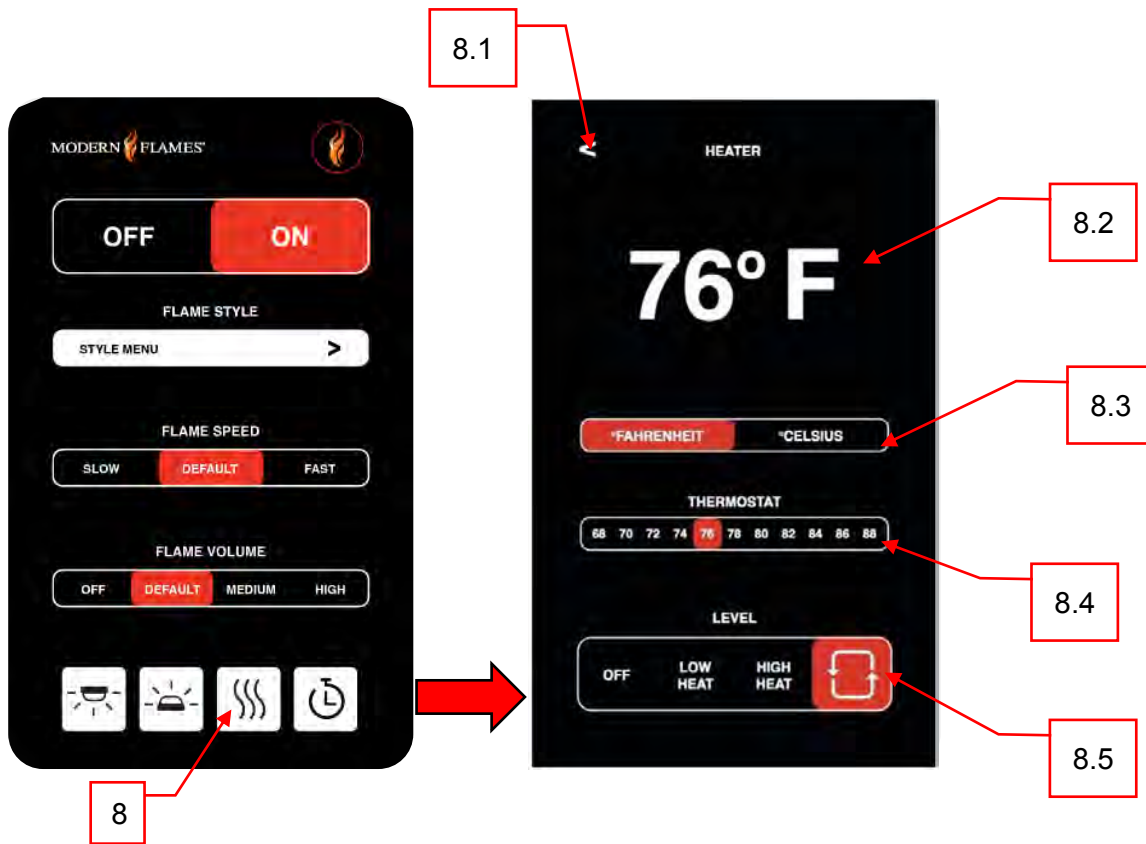 8.1
MODERN FLAMES®
OFF ON
FLAME STYLE
STYLE MENU >
FLAME SPEED
SLOW DEFAULT FAST
FLAME VOLUME
OFF DEFAULT MEDIUM HIGH
8
< HEATER
8.2
76° F
8.3
°FAHRENHEIT °CELSIUS
THERMOSTAT
68 70 72 74 76 78 80 82 84 86 88
8.4
LEVEL
OFF LOW HEAT HIGH HEAT
8.5